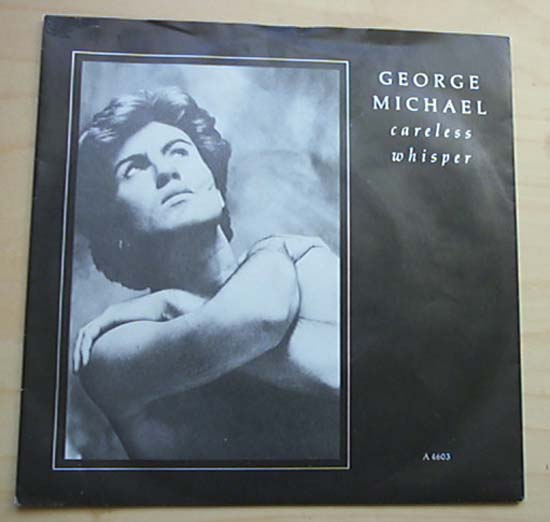 GEORGE
MICHAEL
careless
whisper
A 4603